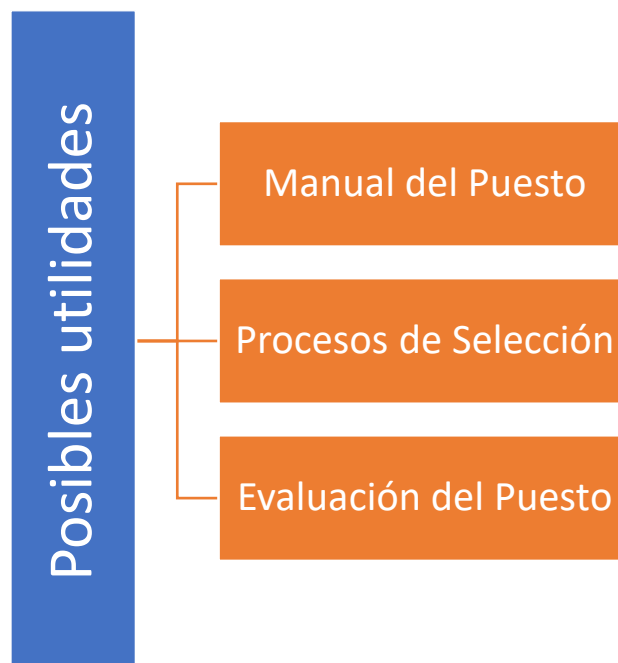 Posibles utilidades
Manual del Puesto
Procesos de Selección
Evaluación del Puesto